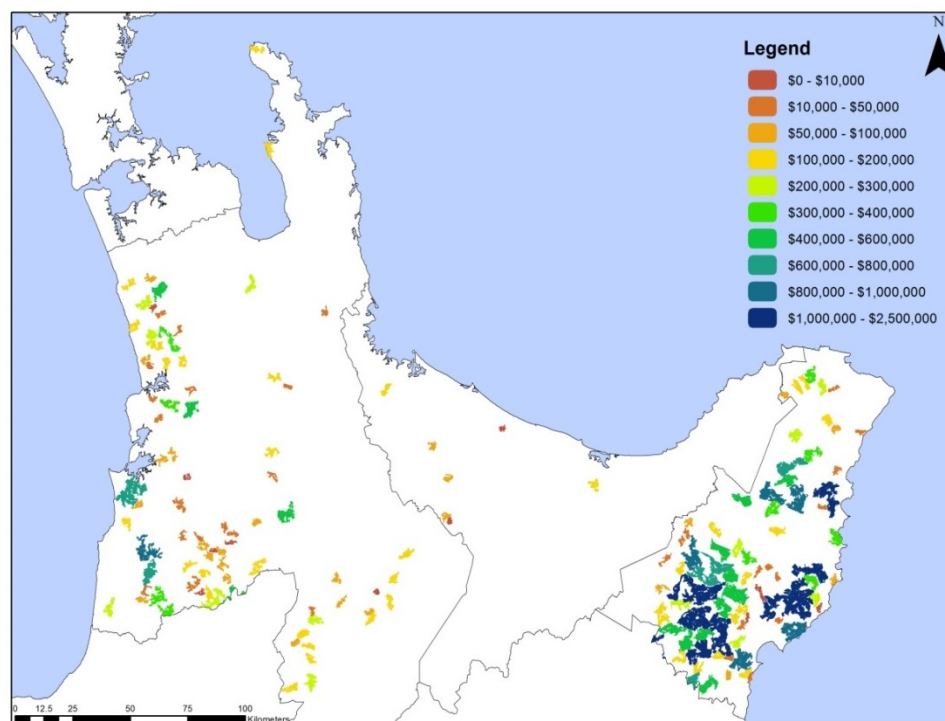 N
Legend
$0 - $10,000
$10,000 - $50,000
$50,000 - $100,000
$100,000 - $200,000
$200,000 - $300,000
$300,000 - $400,000
$400,000 - $600,000
$600,000 - $800,000
$800,000 - $1,000,000
$1,000,000 - $2,500,000
0 12.5 25 50 75 100
Kilometers